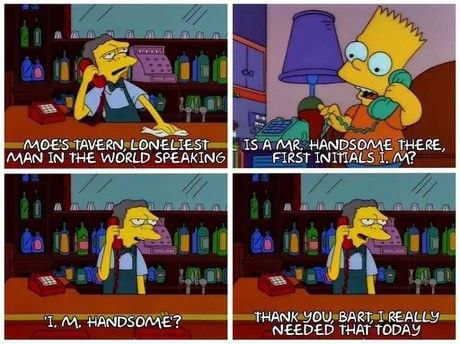 MOE'S TAVERN, LONELIEST
MAN IN THE WORLD SPEAKING
IS A MR. HANDSOME THERE,
FIRST INITIALS I. M?
'I. M. HANDSOME'?
THANK YOU, BART, I REALLY
NEEDED THAT TODAY